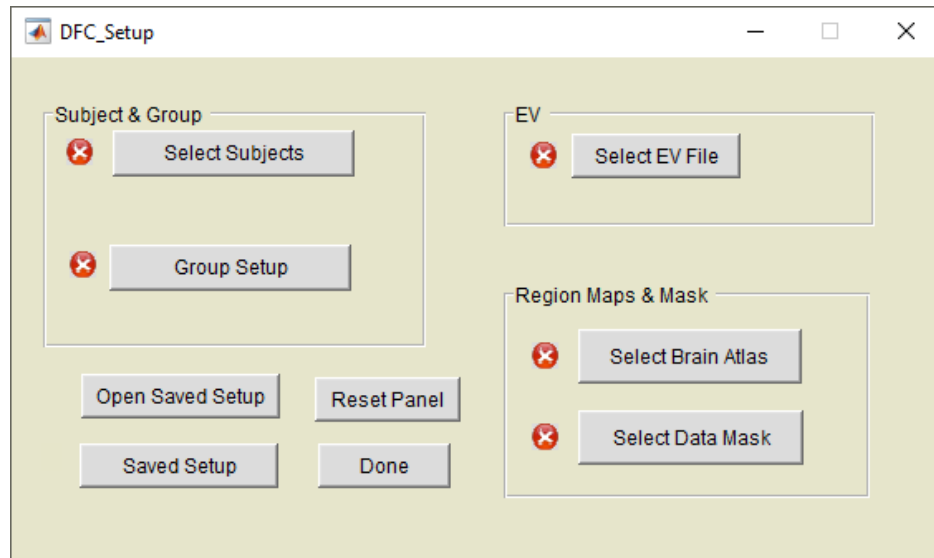 DFC_Setup
Subject & Group
Select Subjects
Group Setup
EV
Select EV File
Region Maps & Mask
Select Brain Atlas
Select Data Mask
Open Saved Setup
Reset Panel
Saved Setup
Done